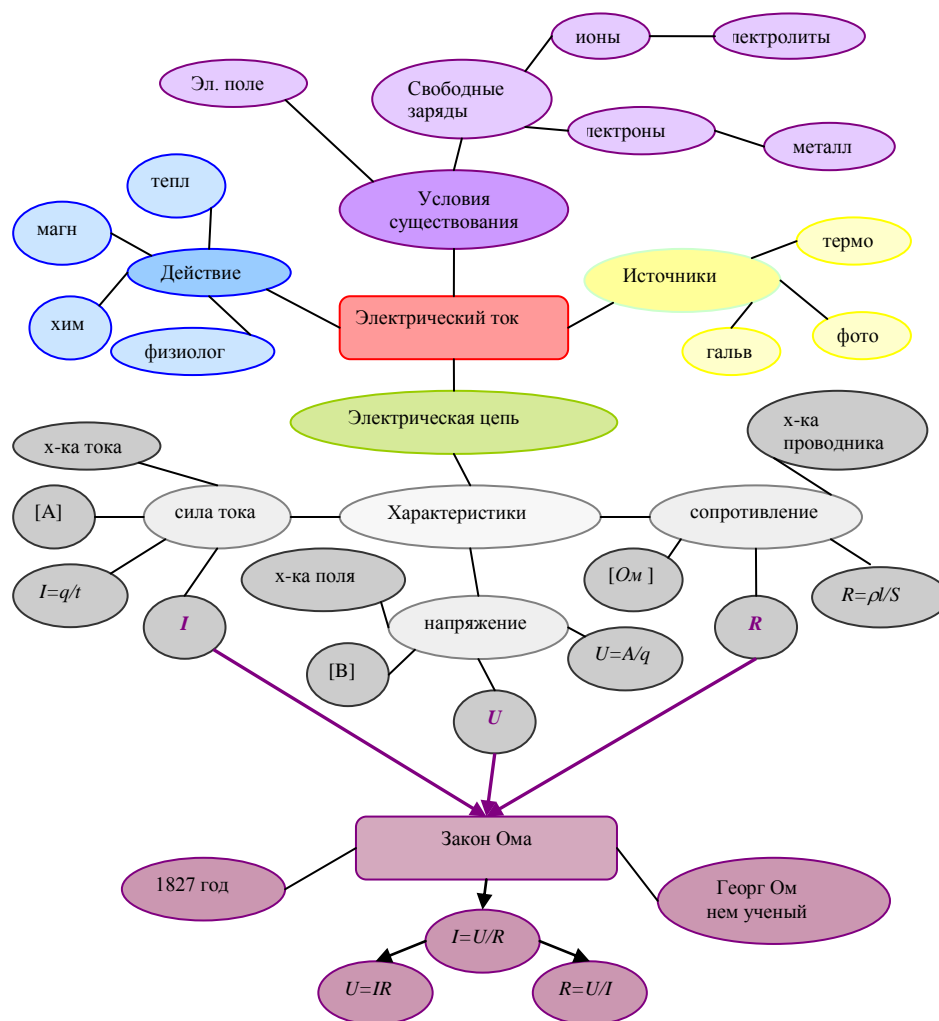 ионы
лектролиты
Эл. поле
Свободные
заряды
лектроны
металл
тепл
Условия
существования
магн
термо
Действие
Источники
хим
Электрический ток
физиолог
гальв
фото
Электрическая цепь
х-ка
проводника
х-ка тока
[А]
сила тока
Характеристики
сопротивление
х-ка поля
[Ом ]
I=q/t
R=ρl/S
I
напряжение
R
[В]
U=A/q
U
Закон Ома
1827 год
Георг Ом
нем ученый
I=U/R
U=IR
R=U/I